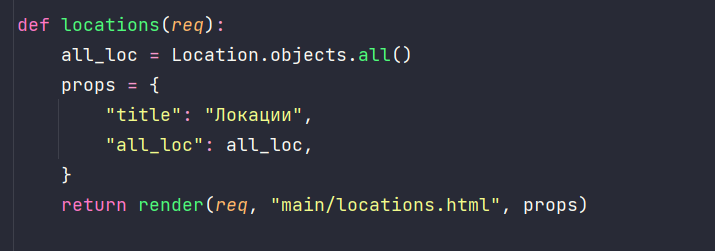 def locations(req):
    all_loc = Location.objects.all()
    props = {
        "title": "Локации",
        "all_loc": all_loc,
    }
    return render(req, "main/locations.html", props)